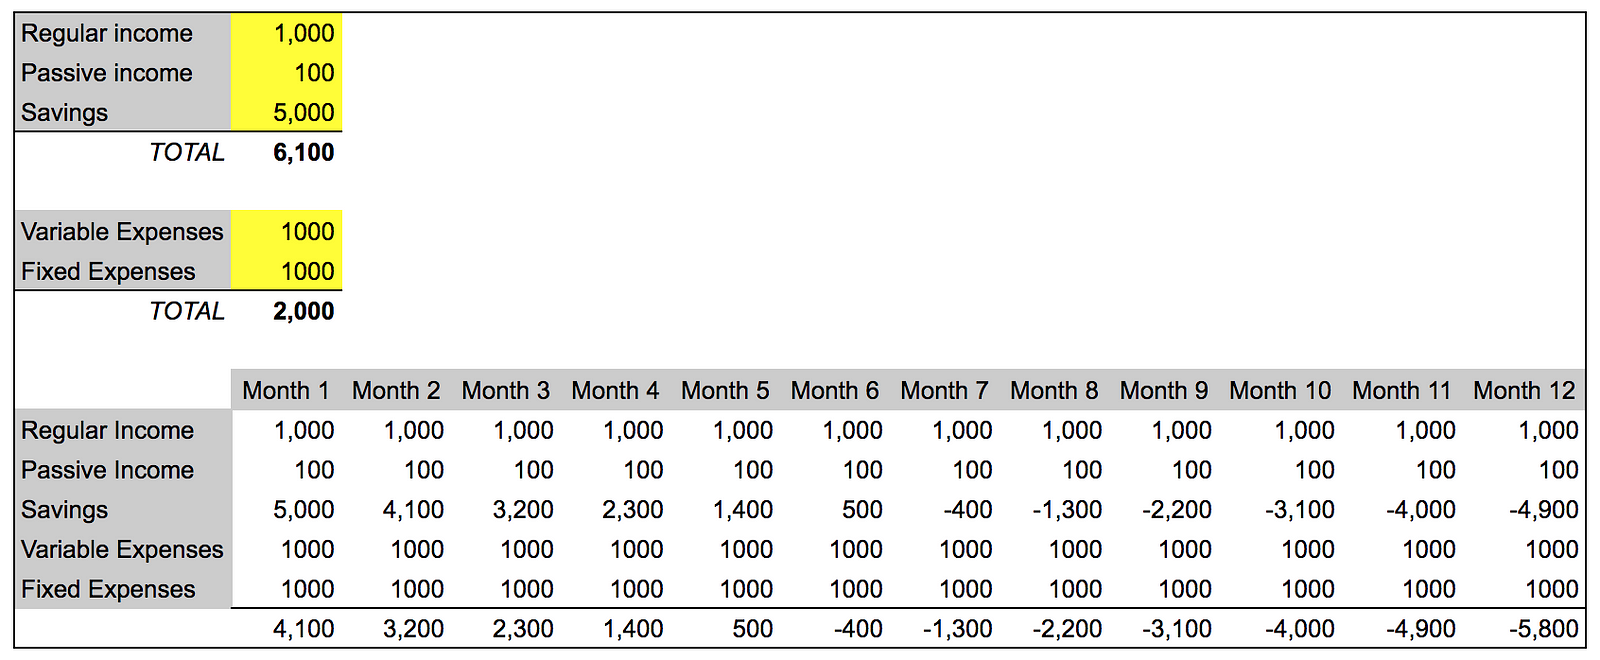 Regular income 1,000
Passive income 100
Savings 5,000
TOTAL 6,100
Variable Expenses 1000
Fixed Expenses 1000
TOTAL 2,000
Month 1 Month 2 Month 3 Month 4 Month 5 Month 6 Month 7 Month 8 Month 9 Month 10 Month 11 Month 12
Regular Income 1,000 1,000 1,000 1,000 1,000 1,000 1,000 1,000 1,000 1,000 1,000 1,000
Passive Income 100 100 100 100 100 100 100 100 100 100 100 100
Savings 5,000 4,100 3,200 2,300 1,400 500 -400 -1,300 -2,200 -3,100 -4,000 -4,900
Variable Expenses 1000 1000 1000 1000 1000 1000 1000 1000 1000 1000 1000 1000
Fixed Expenses 1000 1000 1000 1000 1000 1000 1000 1000 1000 1000 1000 1000
4,100 3,200 2,300 1,400 500 -400 -1,300 -2,200 -3,100 -4,000 -4,900 -5,800